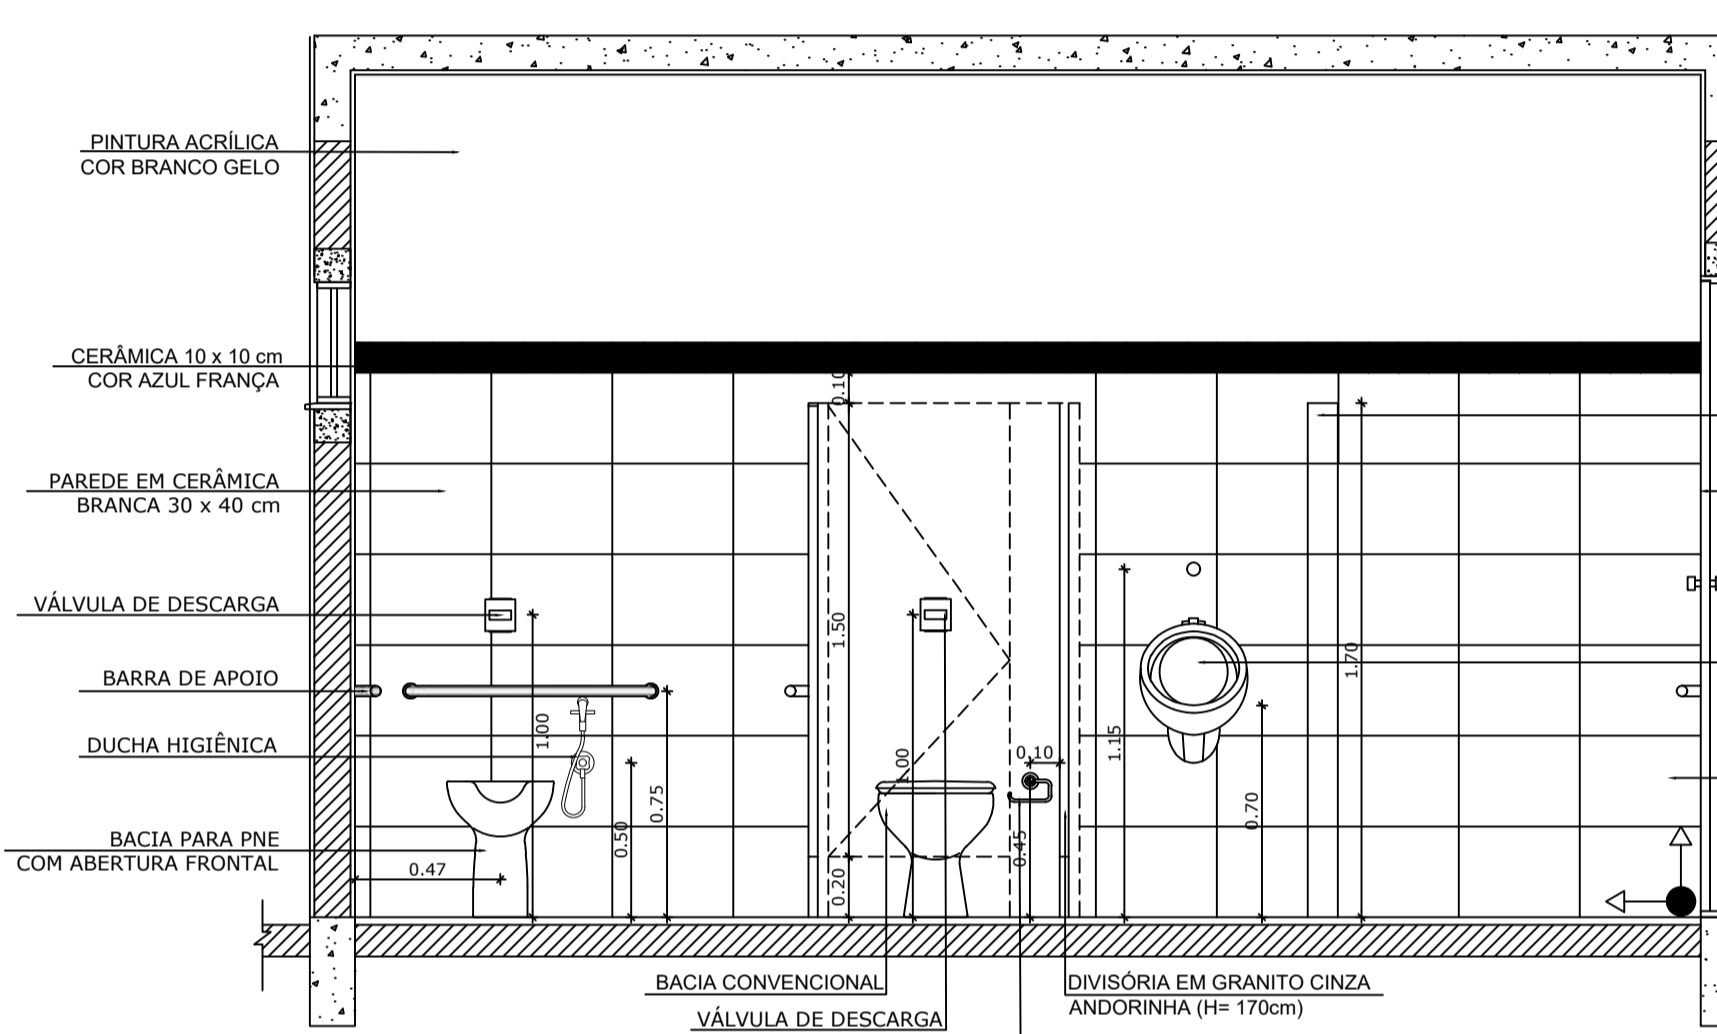 PINTURA ACRÍLICA
COR BRANCO GELO
CERÂMICA 10 x 10 cm
COR AZUL FRANÇA
0.10
PAREDE EM CERÂMICA
BRANCA 30 x 40 cm
VÁLVULA DE DESCARGA
1.50
1.70
BARRA DE APOIO
1.00
1.15
DUCHA HIGIÊNICA
0.10
1.00
0.75
0.70
0.50
0.45
BACIA PARA PNE
COM ABERTURA FRONTAL
0.47
0.20
BACIA CONVENCIONAL
DIVISÓRIA EM GRANITO CINZA
ANDORINHA (H= 170cm)
VÁLVULA DE DESCARGA